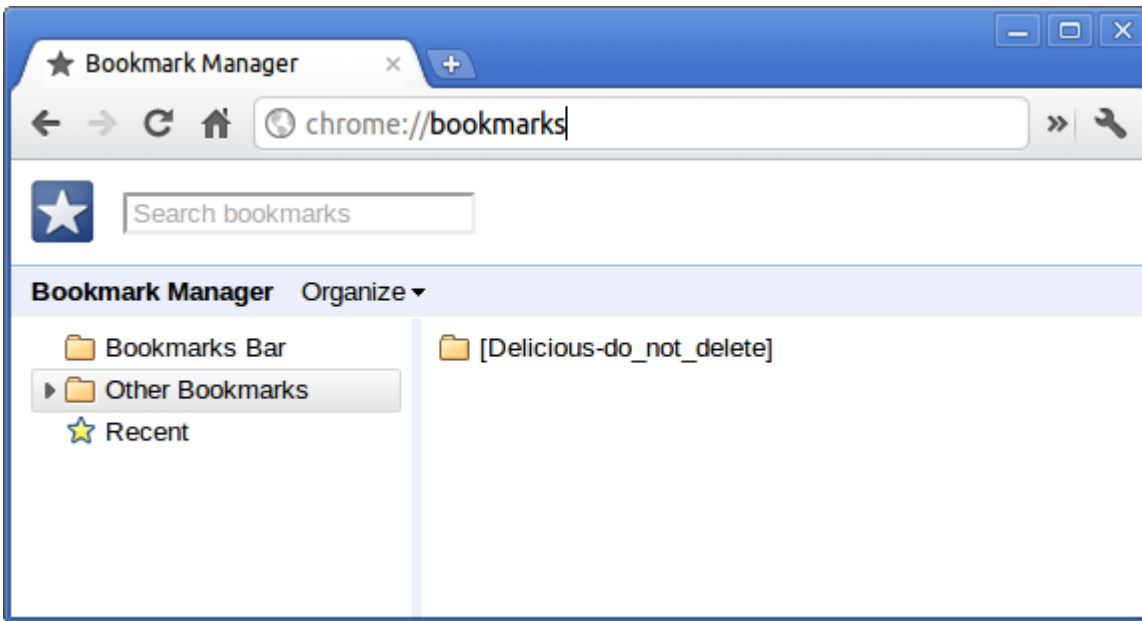 Bookmark Manager
chrome://bookmarks
Search bookmarks
Bookmark Manager Organize
Bookmarks Bar
Other Bookmarks
Recent
[Delicious-do_not_delete]